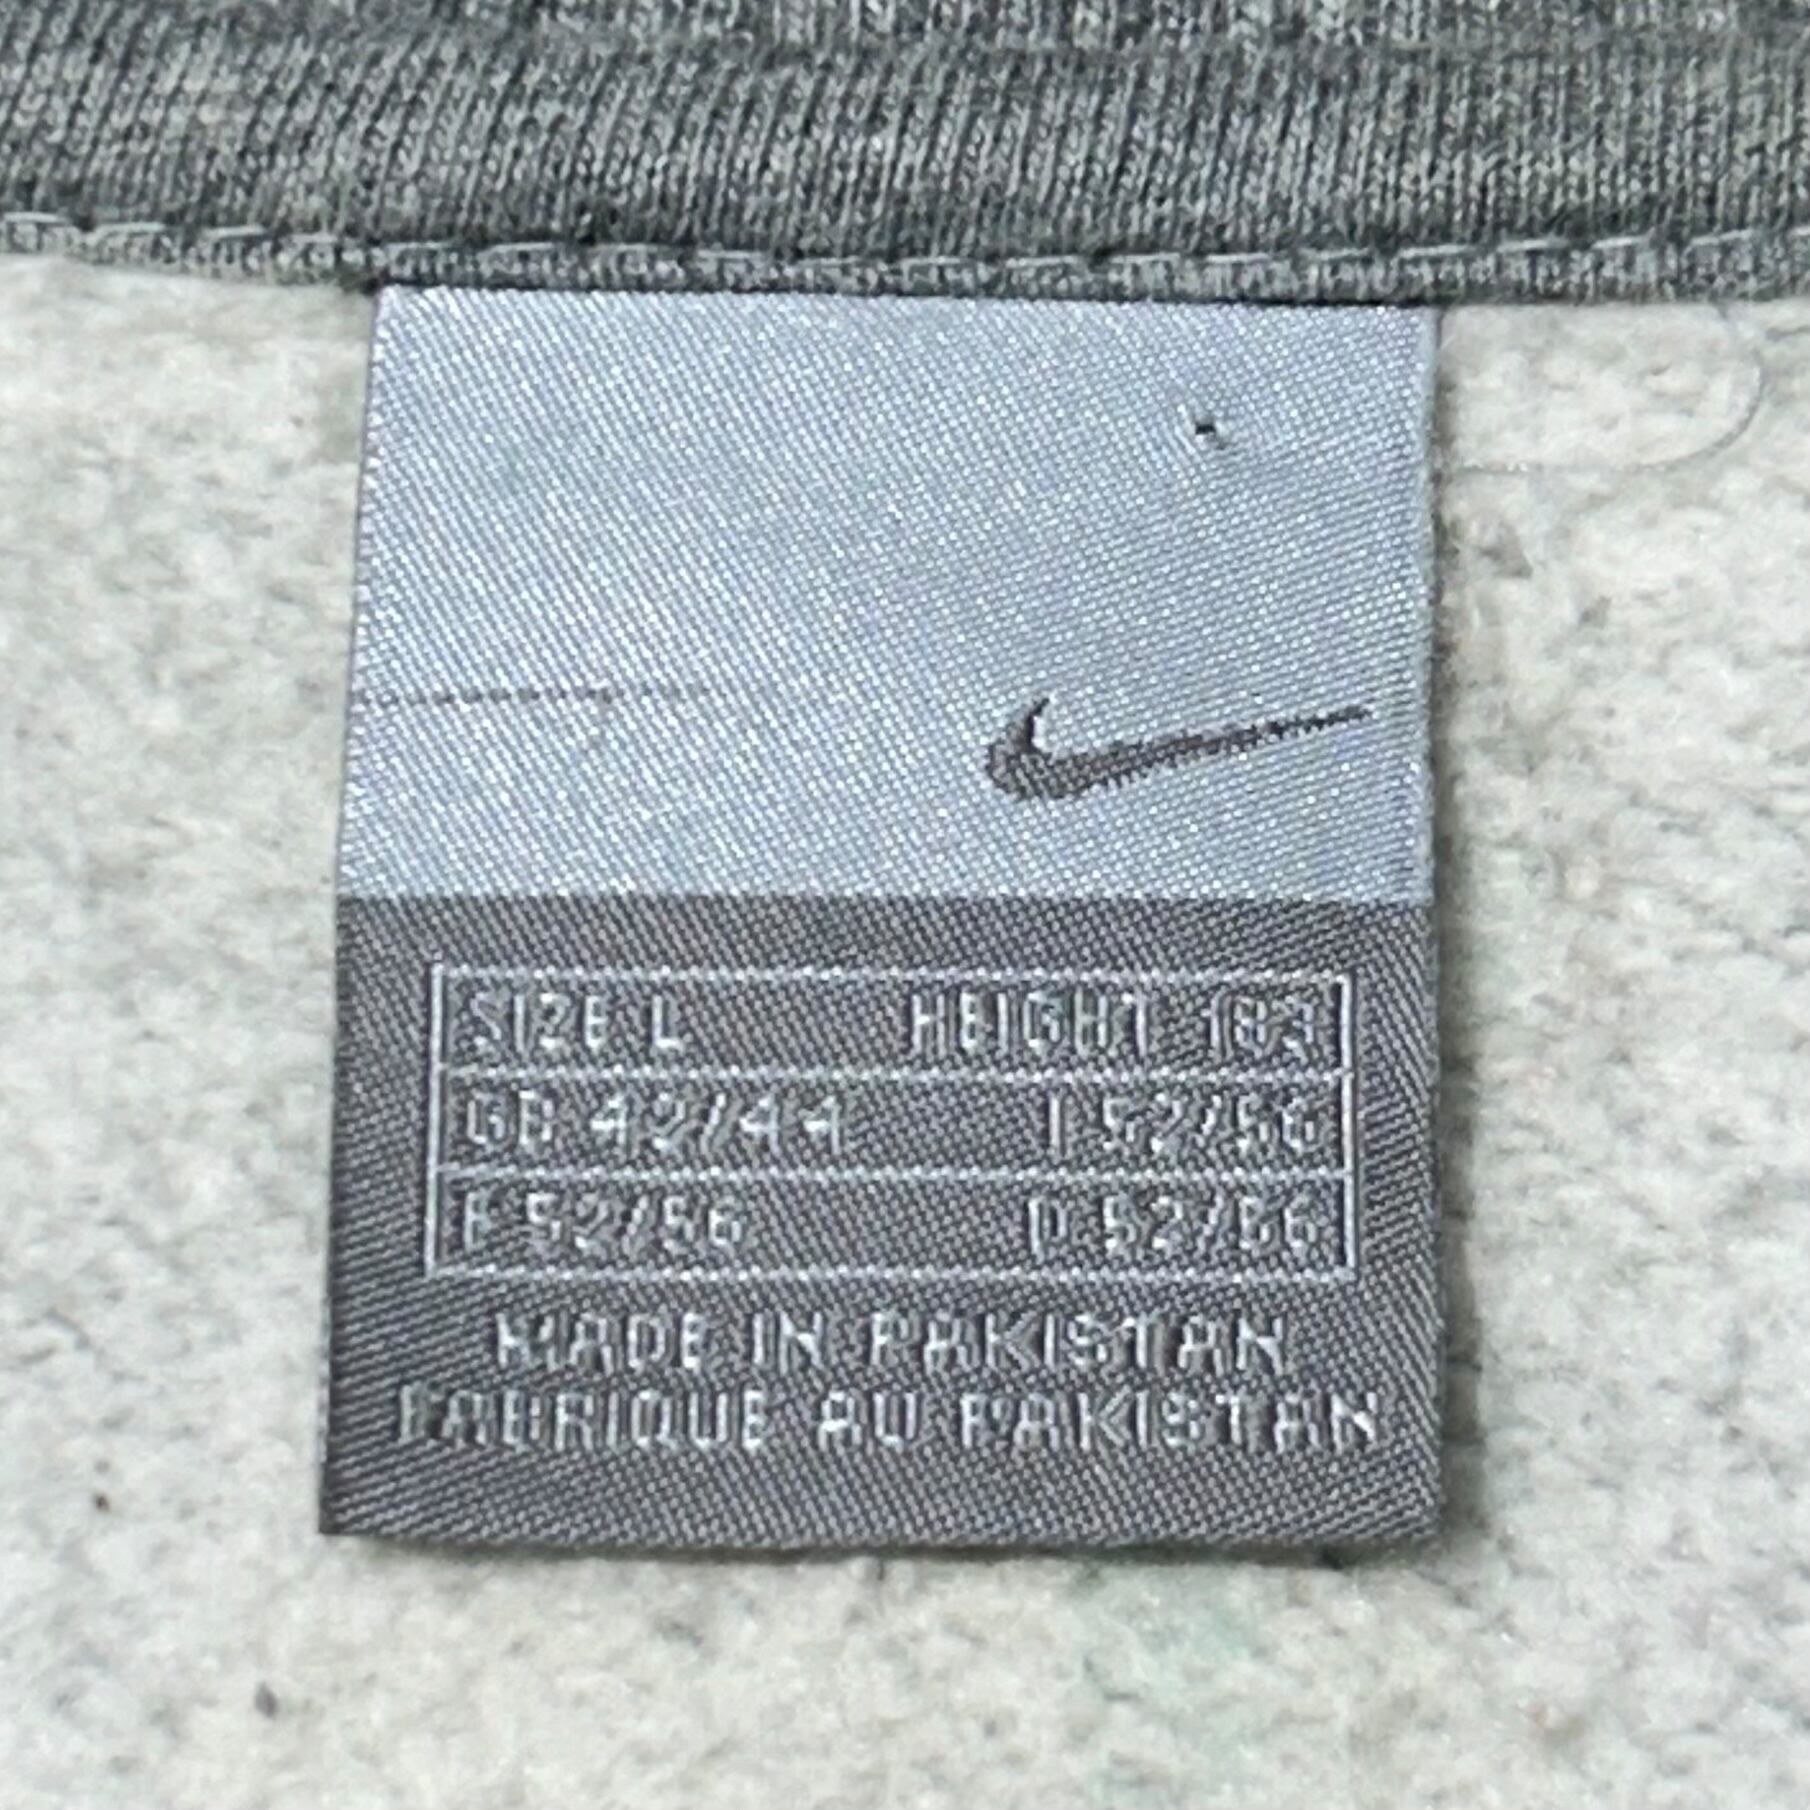 SIZE L HEIGHT 183
GB 42/44 I 52/56
F 52/56 D 52/56
MADE IN PAKISTAN
FABRIQUE AU PAKISTAN